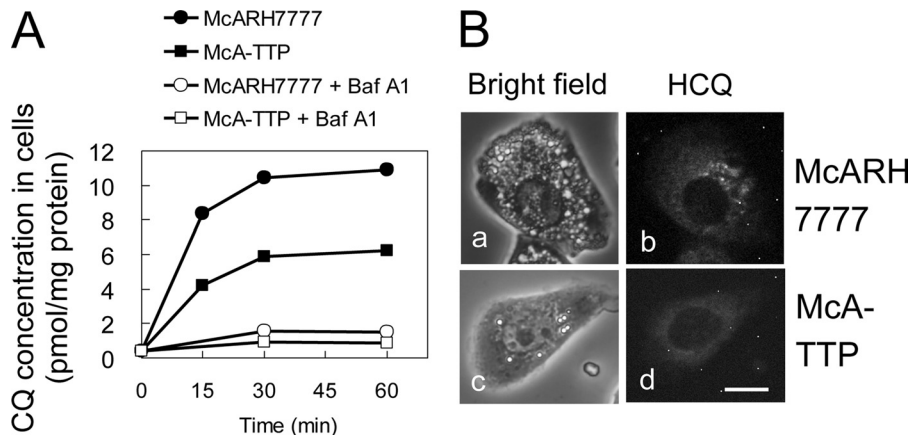 A
McARH7777
McA-TTP
McARH7777 + Baf A1
McA-TTP + Baf A1
CQ concentration in cells
(pmol/mg protein)
12
10
8
6
4
2
0
0 15 30 45 60
Time (min)
B
Bright field HCQ
a b
McARH
7777
c d
McA-
TTP